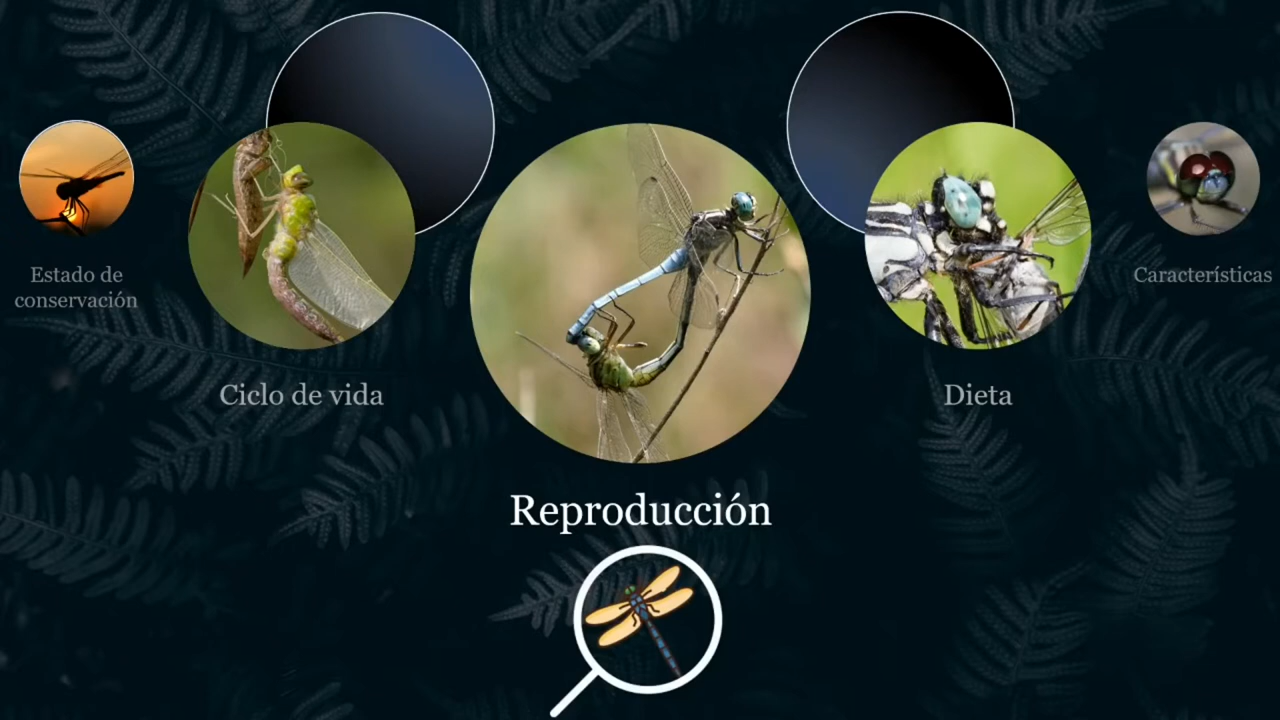 Estado de
conservación
Ciclo de vida
Reproducción
Dieta
Características